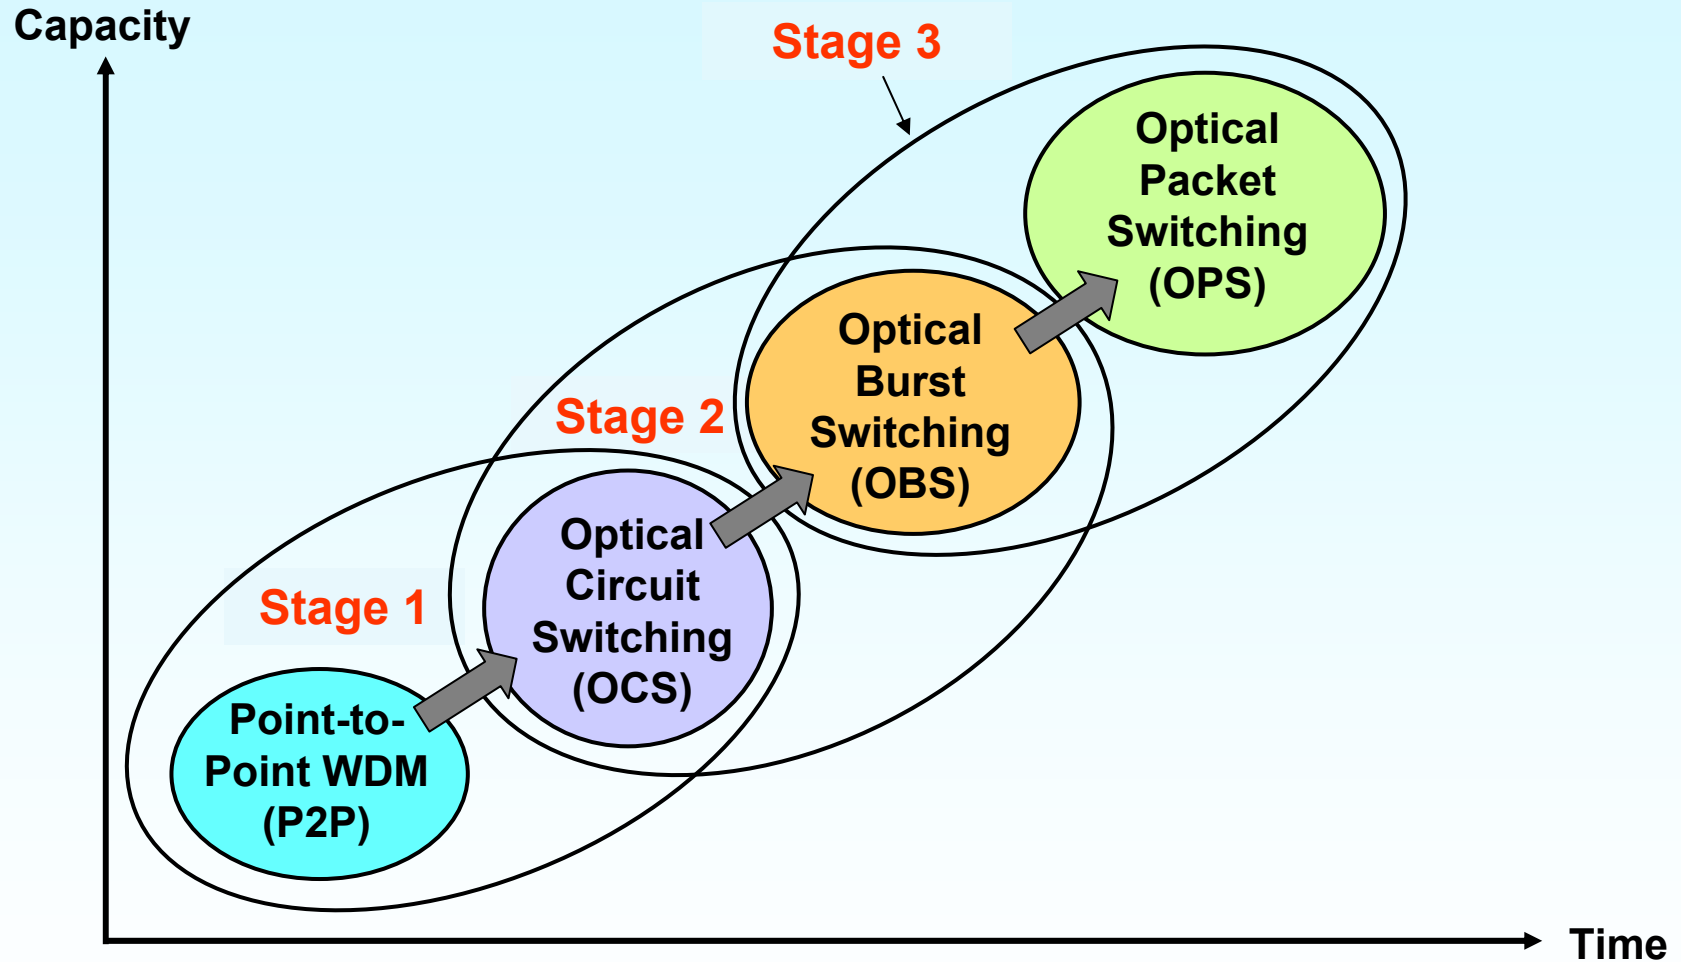 Capacity
Stage 3
Optical
Packet
Switching
(OPS)
Optical
Burst
Switching
(OBS)
Stage 2
Optical
Circuit
Switching
(OCS)
Stage 1
Point-to-
Point WDM
(P2P)
Time